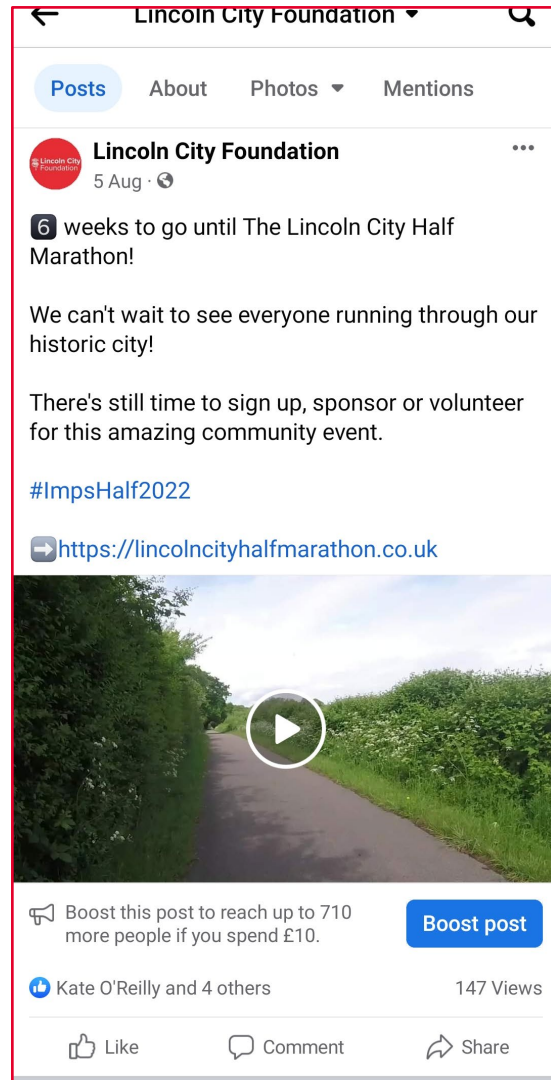 Lincoln City Foundation
Posts About Photos Mentions
Lincoln City
Foundation
Lincoln City Foundation
5 Aug ·
6 weeks to go until The Lincoln City Half
Marathon!
We can't wait to see everyone running through our
historic city!
There's still time to sign up, sponsor or volunteer
for this amazing community event.
#ImpsHalf2022
https://lincolncityhalfmarathon.co.uk
Boost this post to reach up to 710
more people if you spend £10.
Boost post
Kate O'Reilly and 4 others 147 Views
Like Comment Share